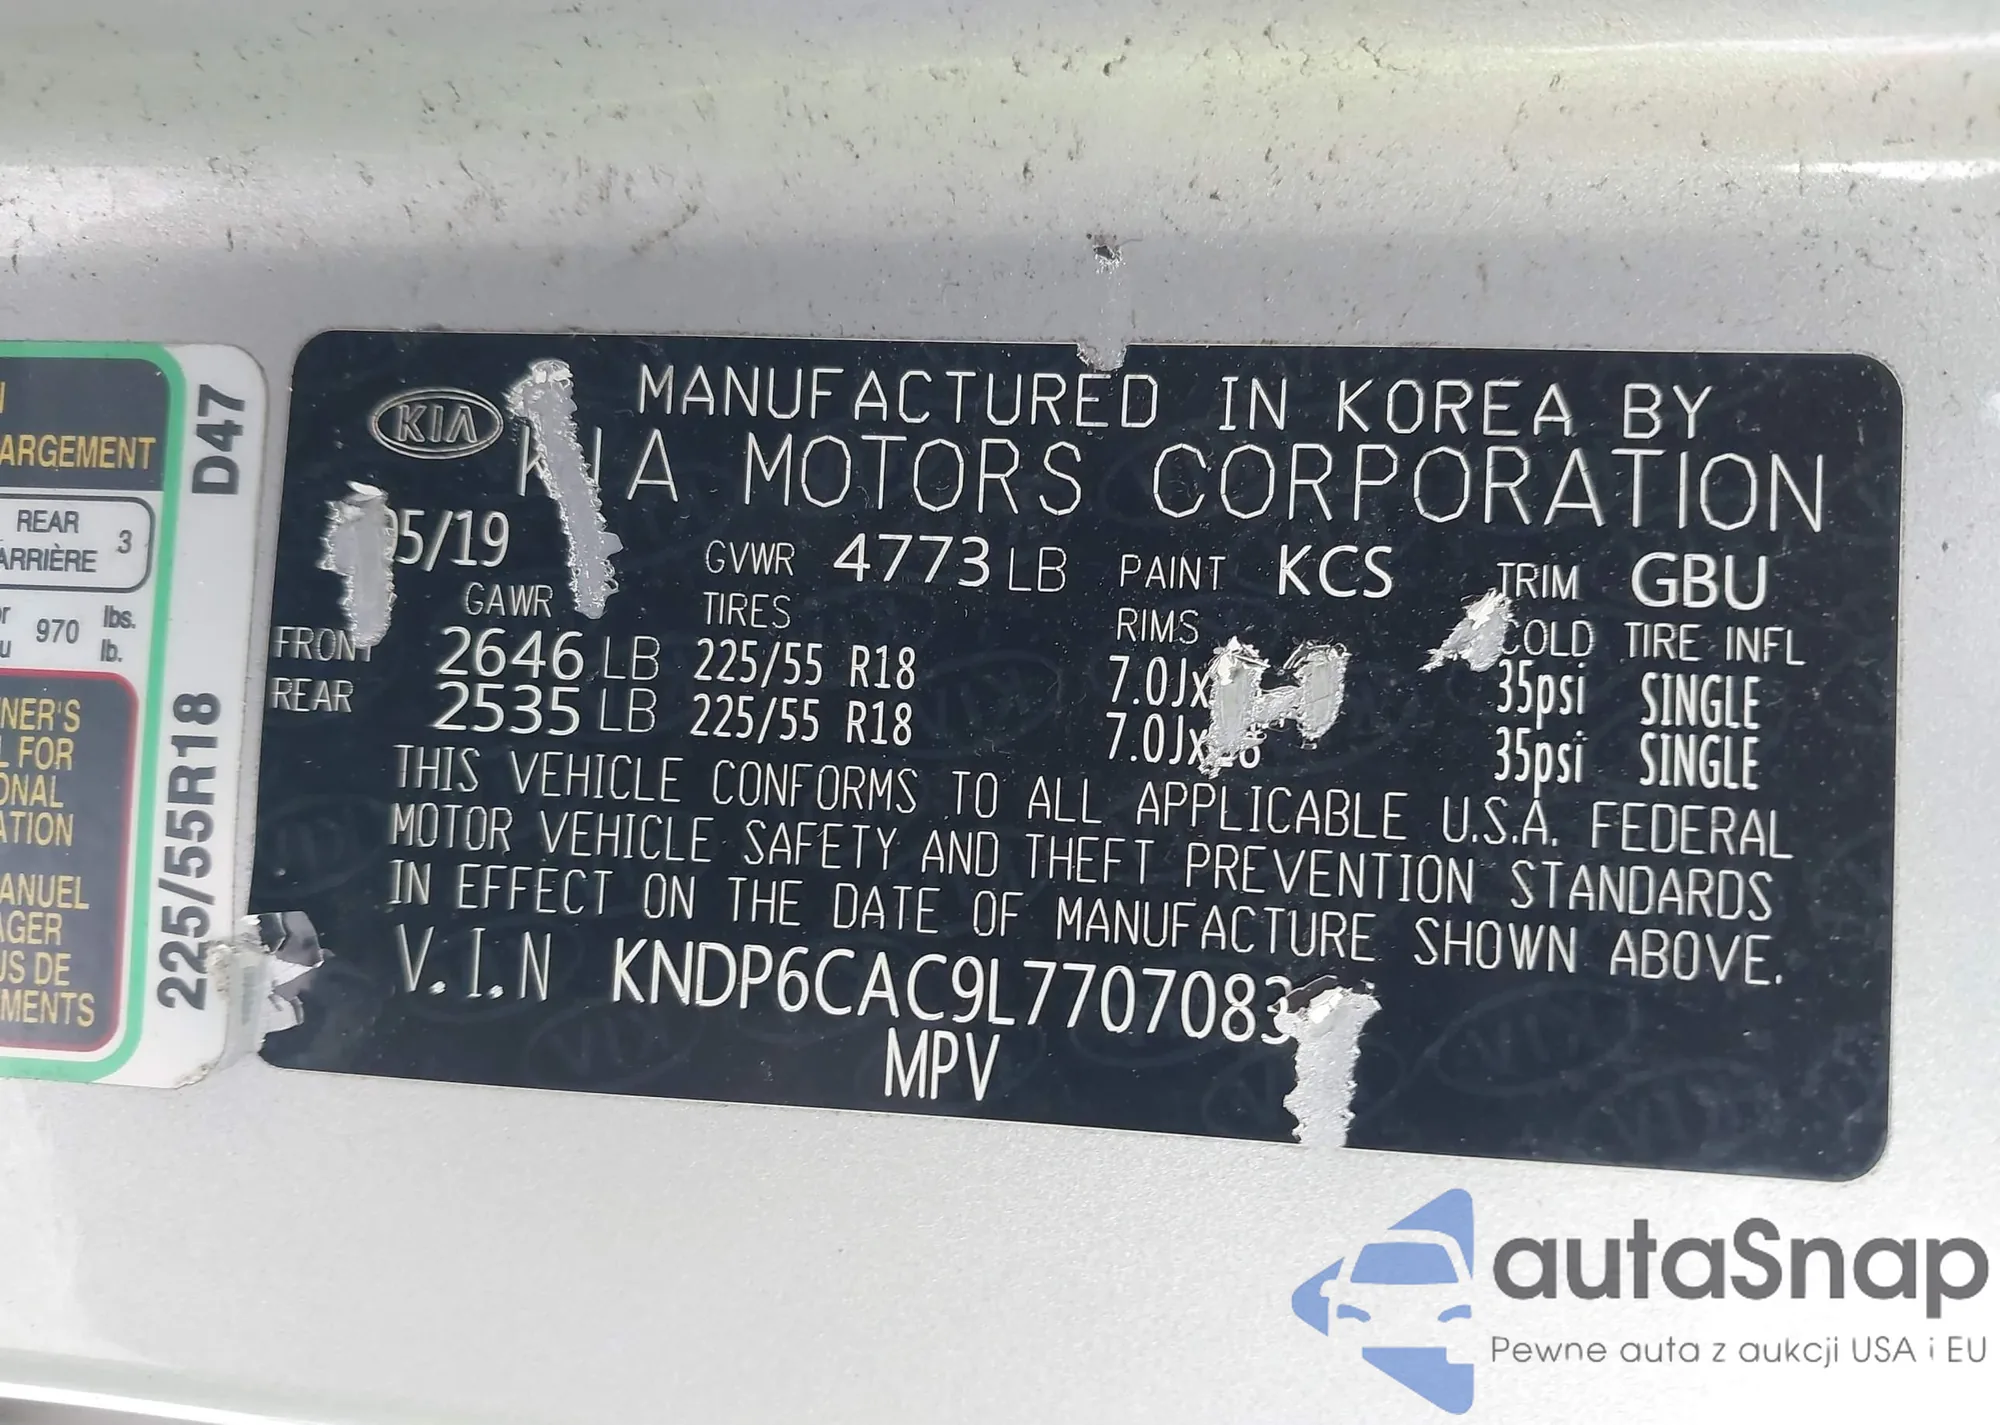 ARGEMENT
REAR
ARRIÈRE 3
970 lbs.
lb.
NER'S
L FOR
ONAL
ATION
ANUEL
AGER
US DE
MENTS
D47
225/55R18
KIA
MANUFACTURED IN KOREA BY
KIA MOTORS CORPORATION
05/19 GVWR 4773 LB PAINT KCS TRIM GBU
GAWR TIRES RIMS COLD TIRE INFL
FRONT 2646 LB 225/55 R18 7.0Jx 35psi SINGLE
REAR 2535 LB 225/55 R18 7.0Jx18 35psi SINGLE
THIS VEHICLE CONFORMS TO ALL APPLICABLE U.S.A. FEDERAL
MOTOR VEHICLE SAFETY AND THEFT PREVENTION STANDARDS
IN EFFECT ON THE DATE OF MANUFACTURE SHOWN ABOVE.
V.I.N KNDP6CAC9L7707083
MPV
autaSnap
Pewne auta z aukcji USA i EU